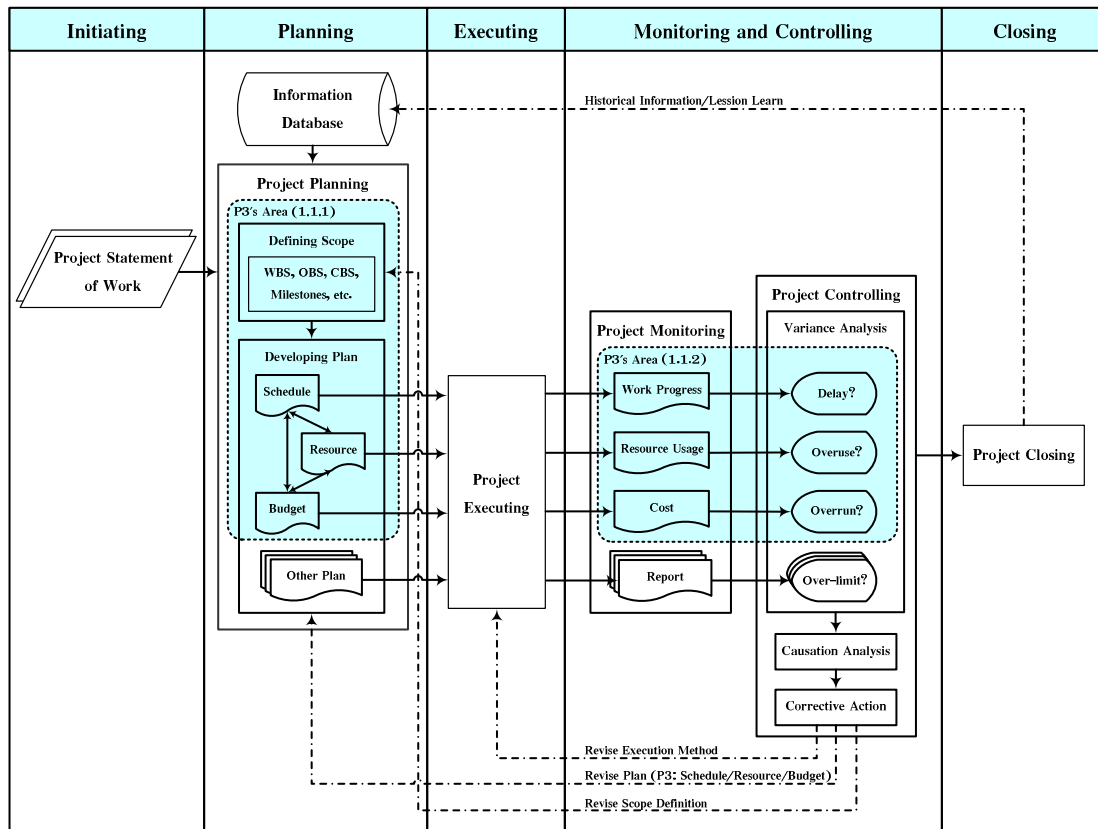 Initiating
Planning
Executing
Monitoring and Controlling
Closing
Information
Database
Historical Information/Lession Learn
Project Planning
P3's Area (1.1.1)
Defining Scope
WBS, OBS, CBS,
Milestones, etc.
Project Statement
of Work
Developing Plan
Schedule
Resource
Budget
Other Plan
Project
Executing
Project Monitoring
P3's Area (1.1.2)
Work Progress
Resource Usage
Cost
Report
Project Controlling
Variance Analysis
Delay?
Overuse?
Overrun?
Over-limit?
Causation Analysis
Corrective Action
Project Closing
Revise Execution Method
Revise Plan (P3: Schedule/Resource/Budget)
Revise Scope Definition